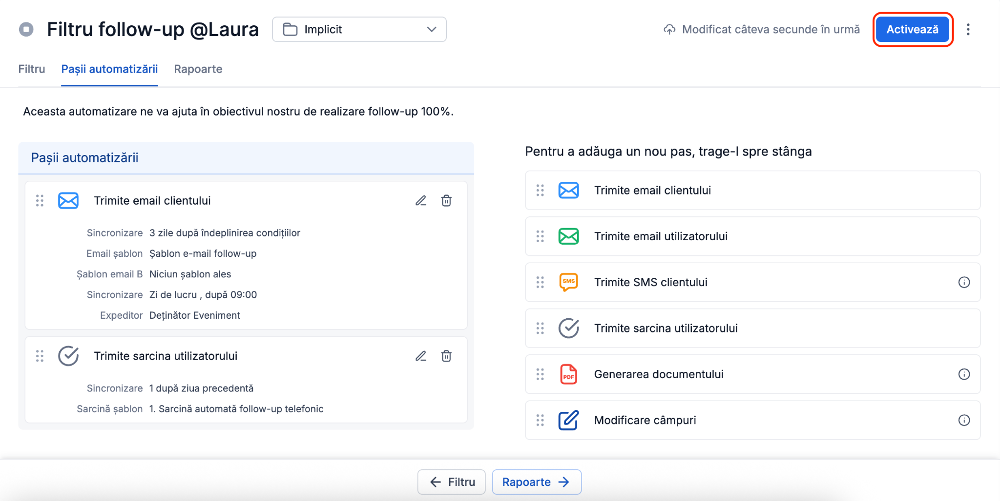 Filtru follow-up @Laura
Implicit
Modificat câteva secunde în urmă
Activează
Filtru
Pașii automatizării
Rapoarte
Aceasta automatizare ne va ajuta în obiectivul nostru de realizare follow-up 100%.
Pașii automatizării
Trimite email clientului
Sincronizare 3 zile după îndeplinirea condițiilor
Email șablon Șablon e-mail follow-up
Șablon email B Niciun șablon ales
Sincronizare Zi de lucru , după 09:00
Expeditor Deținător Eveniment
Trimite sarcina utilizatorului
Sincronizare 1 după ziua precedentă
Sarcină șablon 1. Sarcină automată follow-up telefonic
Pentru a adăuga un nou pas, trage-l spre stânga
Trimite email clientului
Trimite email utilizatorului
SMS
Trimite SMS clientului
Trimite sarcina utilizatorului
PDF
Generarea documentului
Modificare câmpuri
Filtru
Rapoarte